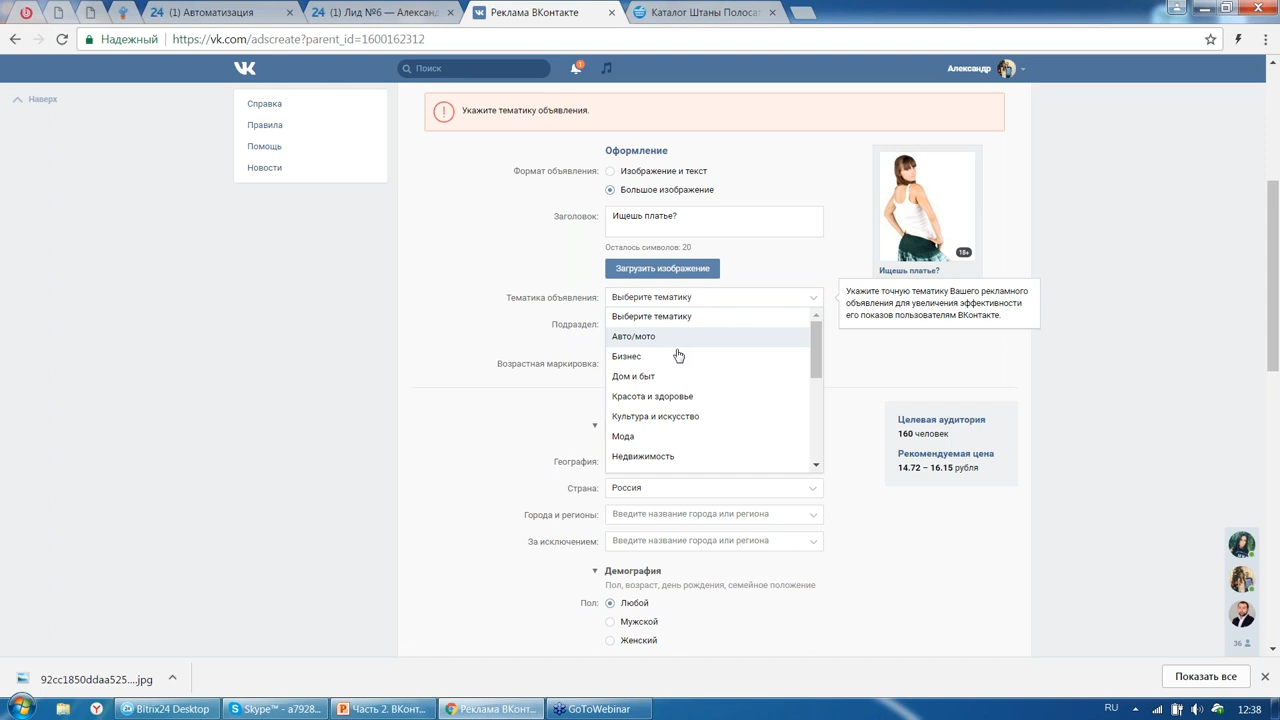 24 (1) Автоматизация
24 (1) Лид №6 — Александ
Реклама ВКонтакте
Каталог Штаны Полосат
Надежный
https://vk.com/adscreate?parent_id=1600162312
Поиск
1
Александр
Наверх
Справка
Правила
Помощь
Новости
Укажите тематику объявления.
Оформление
Формат объявления:
Изображение и текст
Большое изображение
Заголовок:
Ищешь платье?
Осталось символов: 20
Загрузить изображение
18+
Ищешь платье?
Тематика объявления:
Выберите тематику
Укажите точную тематику Вашего рекламного
объявления для увеличения эффективности
его показов пользователям ВКонтакте.
Подраздел:
Возрастная маркировка:
Выберите тематику
Авто/мото
Бизнес
Дом и быт
Красота и здоровье
Культура и искусство
Мода
Недвижимость
Целевая аудитория
160 человек
Рекомендуемая цена
14.72 – 16.15 рубля
География:
Страна:
Россия
Города и регионы:
Введите название города или региона
За исключением:
Введите название города или региона
Демография
Пол, возраст, день рождения, семейное положение
Пол:
Любой
Мужской
Женский
36
92cc1850ddaa525....jpg
Показать все
Bitrix24 Desktop
Skype™ - a7928...
Часть 2. ВКонт...
Реклама ВКонт...
GoToWebinar
RU
12:38